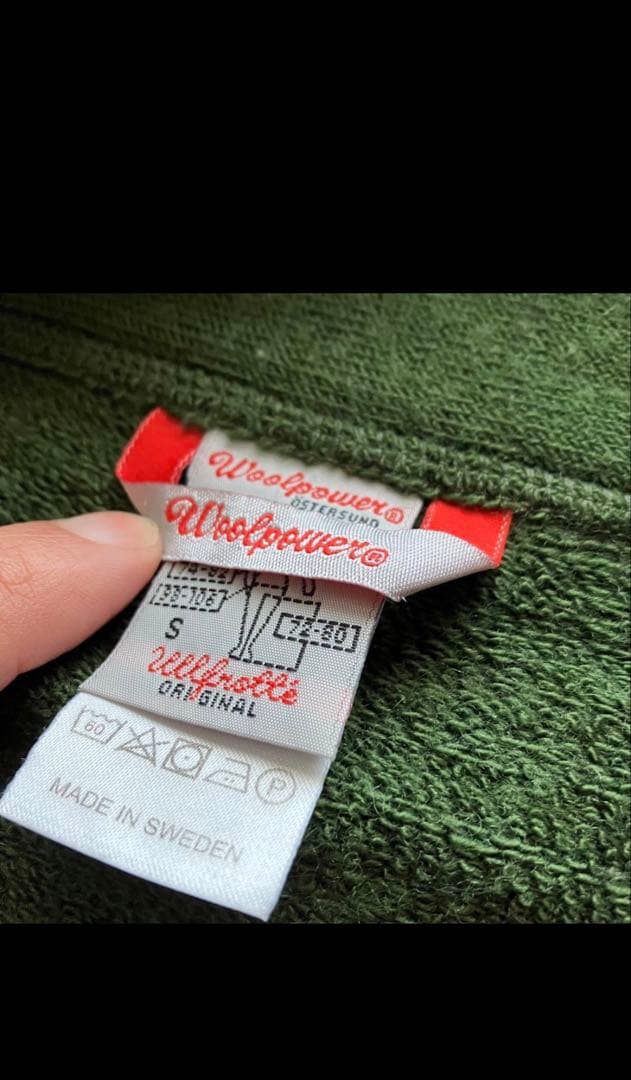 Woolpower®
ÖSTERSUND
Woolpower®
98-106
S
72-80
Ullfrotté
ORIGINAL
60
P
MADE IN SWEDEN